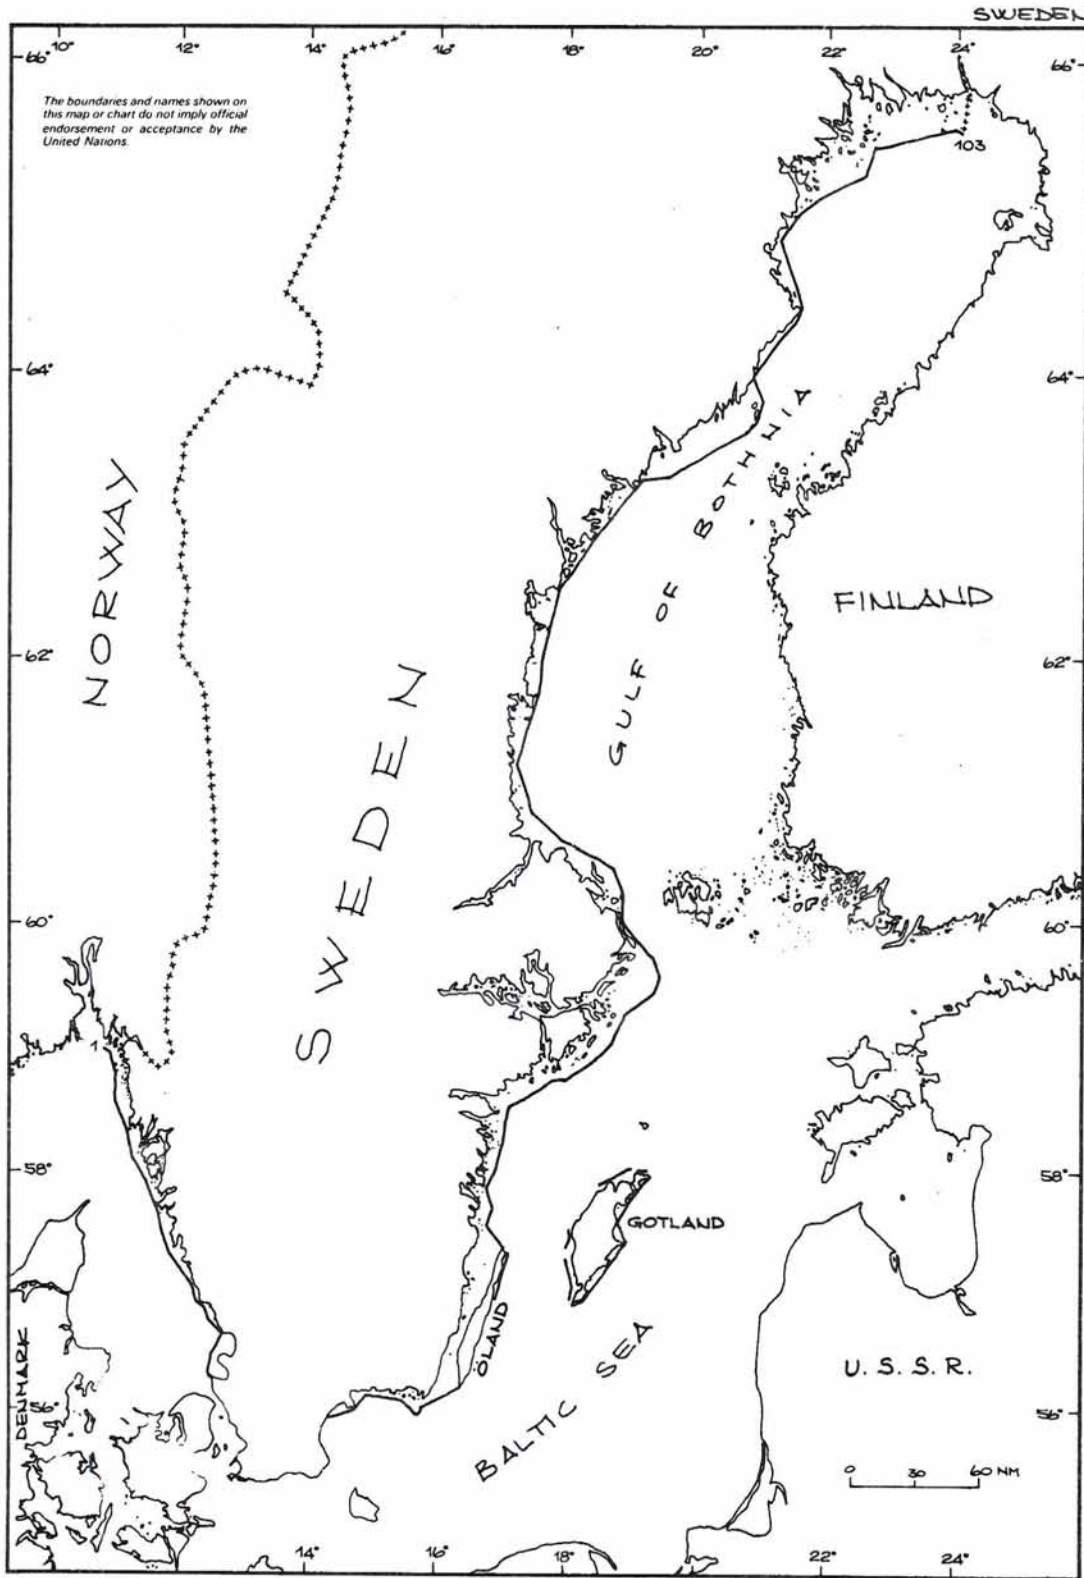 SWEDEN
10° 12° 14° 16° 18° 20° 22° 24°
66° 66°
The boundaries and names shown on
this map or chart do not imply official
endorsement or acceptance by the
United Nations.
103
64° 64°
GULF OF BOTHNIA
NORWAY
FINLAND
62° 62°
SWEDEN
60° 60°
1
58° 58°
GOTLAND
ÖLAND
DENMARK
BALTIC SEA
U.S.S.R.
56° 56°
0 30 60 NM
14° 16° 18° 22° 24°